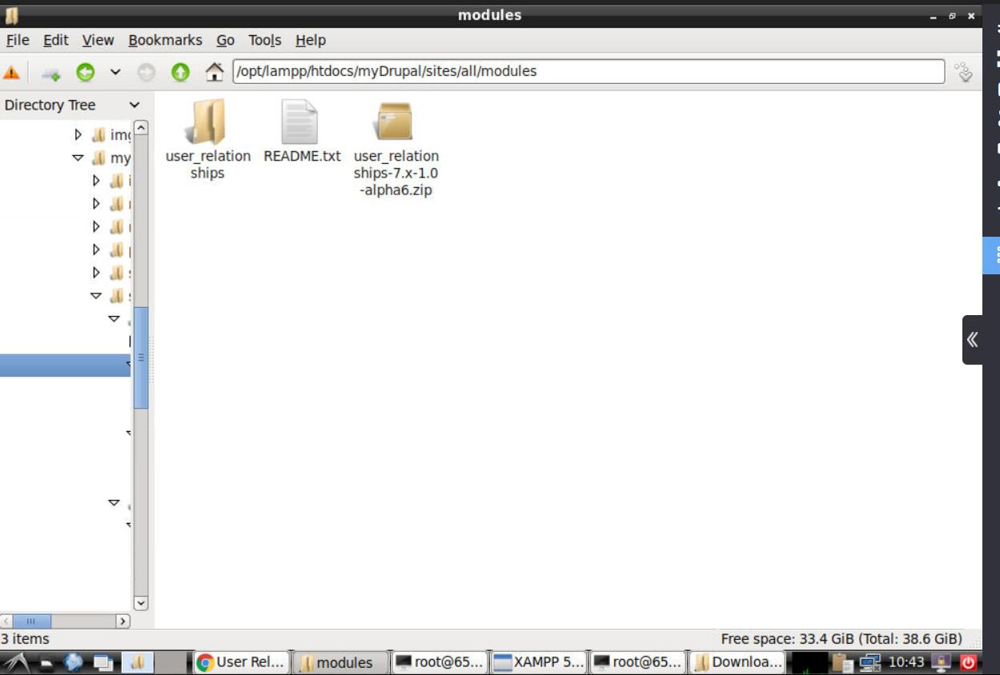 modules
File Edit View Bookmarks Go Tools Help
/opt/lampp/htdocs/myDrupal/sites/all/modules
Directory Tree
img
my
user_relation
ships
README.txt
user_relation
ships-7.x-1.0
-alpha6.zip
3 items
Free space: 33.4 GiB (Total: 38.6 GiB)
User Rel... modules root@65... XAMPP 5... root@65... Downloa... 10:43